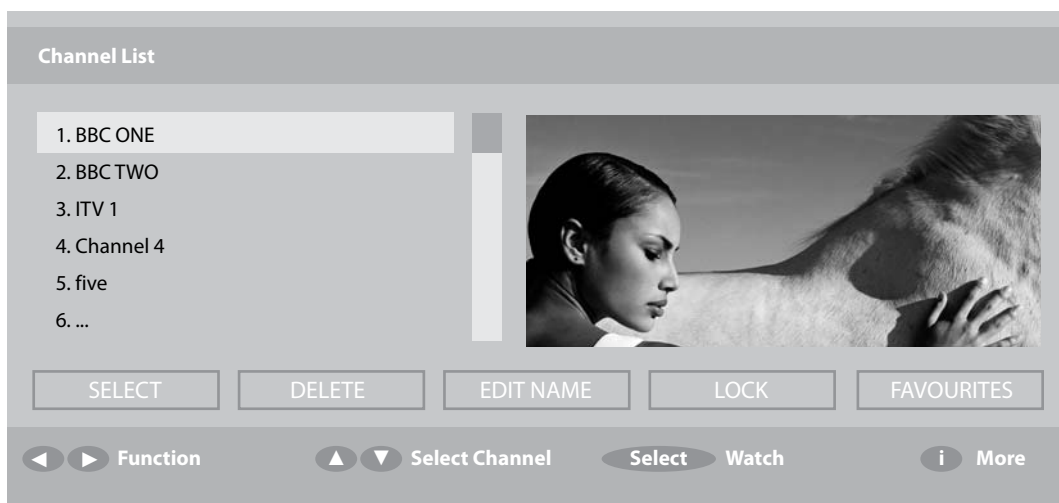 Channel List
1. BBC ONE
2. BBC TWO
3. ITV 1
4. Channel 4
5. five
6. ...
SELECT DELETE EDIT NAME LOCK FAVOURITES
Function Select Channel Select Watch i More